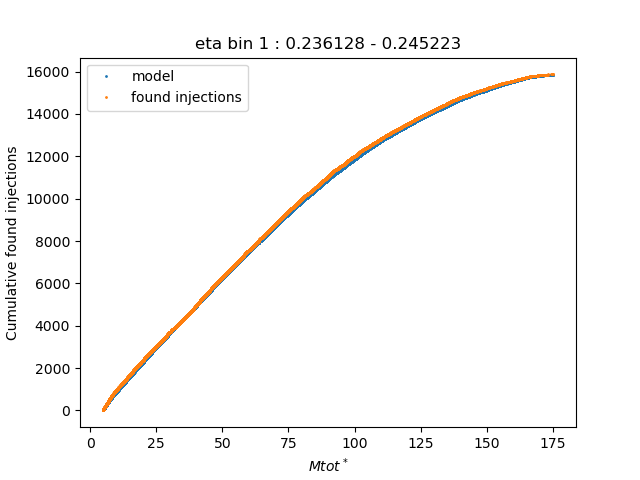 eta bin 1 : 0.236128 - 0.245223
model
found injections
16000
14000
12000
10000
8000
6000
4000
2000
0
Cumulative found injections
0 25 50 75 100 125 150 175
Mtot*